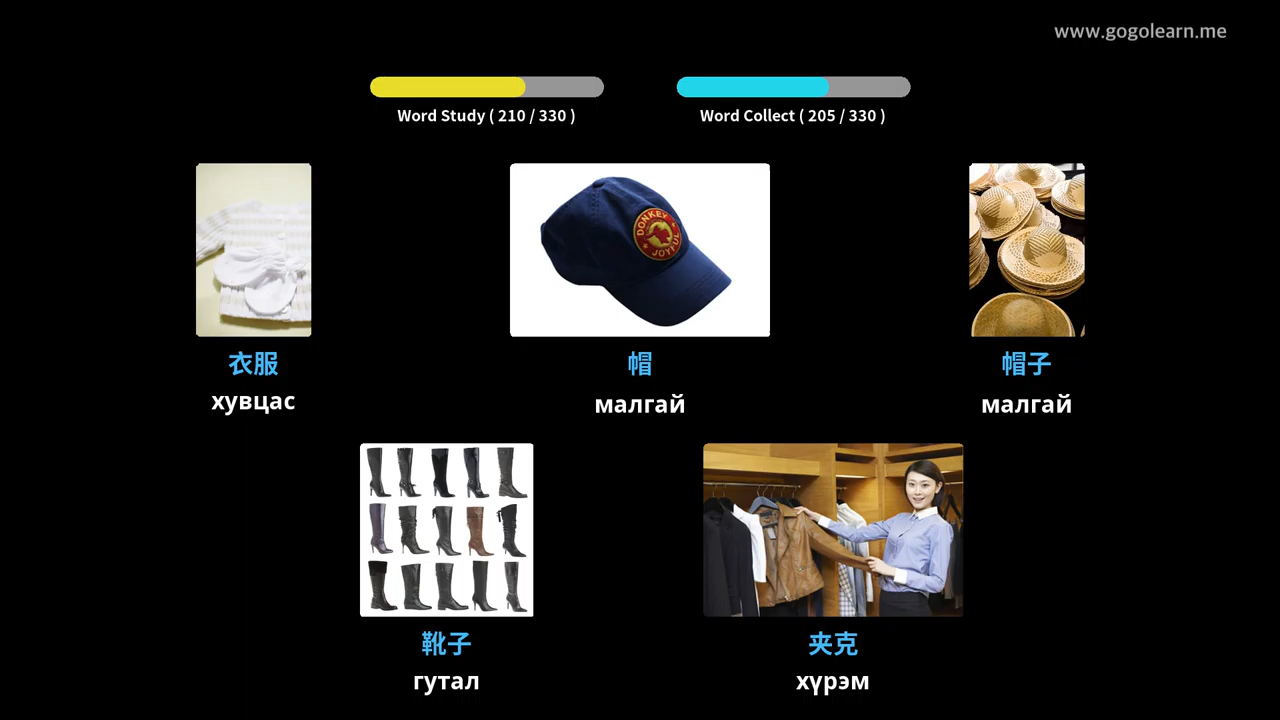 www.gogolearn.me
Word Study ( 210 / 330 )
Word Collect ( 205 / 330 )
DONKEY
JOYFUL
衣服
хувцас
帽
малгай
帽子
малгай
靴子
гутал
夹克
хүрэм